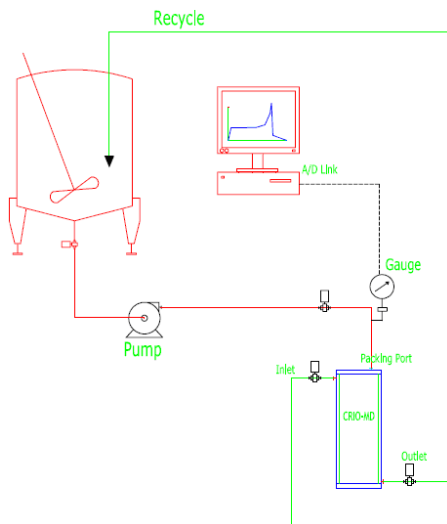 Recycle
A/D Link
Gauge
Pump
Packing Port
Inlet
CRIO-MD
Outlet